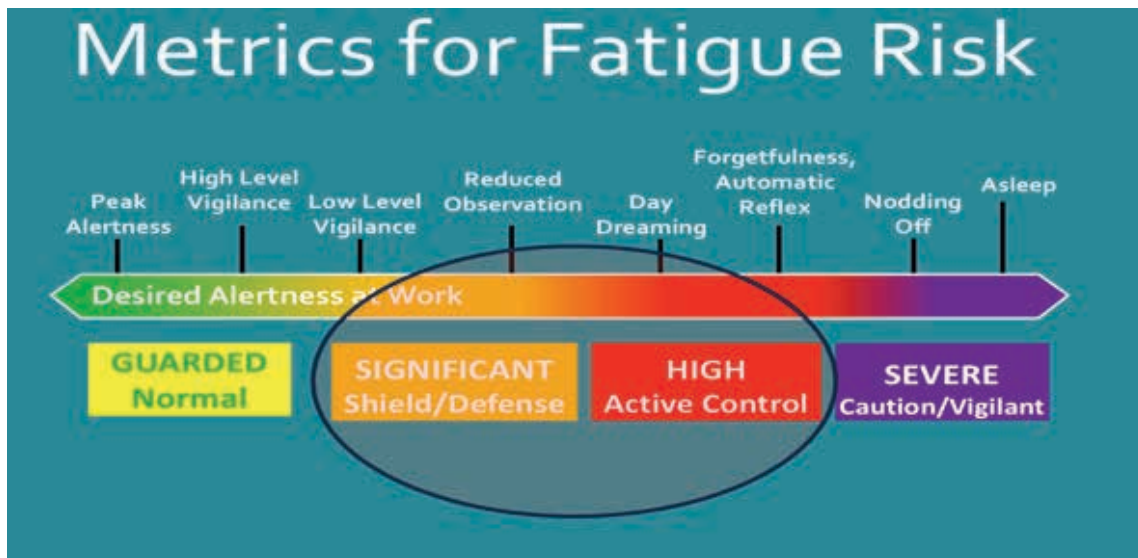 Metrics for Fatigue Risk
Peak
Alertness
High Level
Vigilance
Low Level
Vigilance
Reduced
Observation
Day
Dreaming
Forgetfulness,
Automatic
Reflex
Nodding
Off
Asleep
Desired Alertness at Work
GUARDED
Normal
SIGNIFICANT
Shield/Defense
HIGH
Active Control
SEVERE
Caution/Vigilant